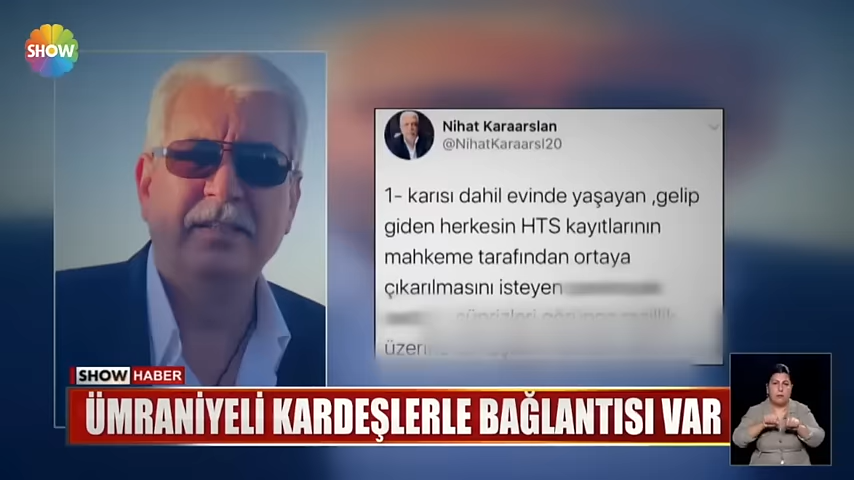 SHOW
Nihat Karaarslan
@NihatKaraarsl20
1- karısı dahil evinde yaşayan ,gelip
giden herkesin HTS kayıtlarının
mahkeme tarafından ortaya
çıkarılmasını isteyen
SHOW HABER
ÜMRANİYELİ KARDEŞLERLE BAĞLANTISI VAR